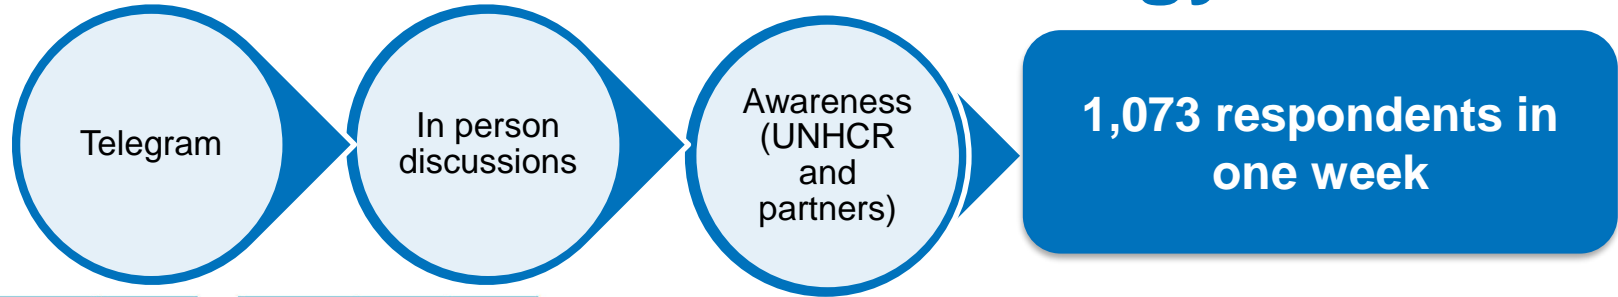 Telegram
In person
discussions
Awareness
(UNHCR
and
partners)
1,073 respondents in
one week